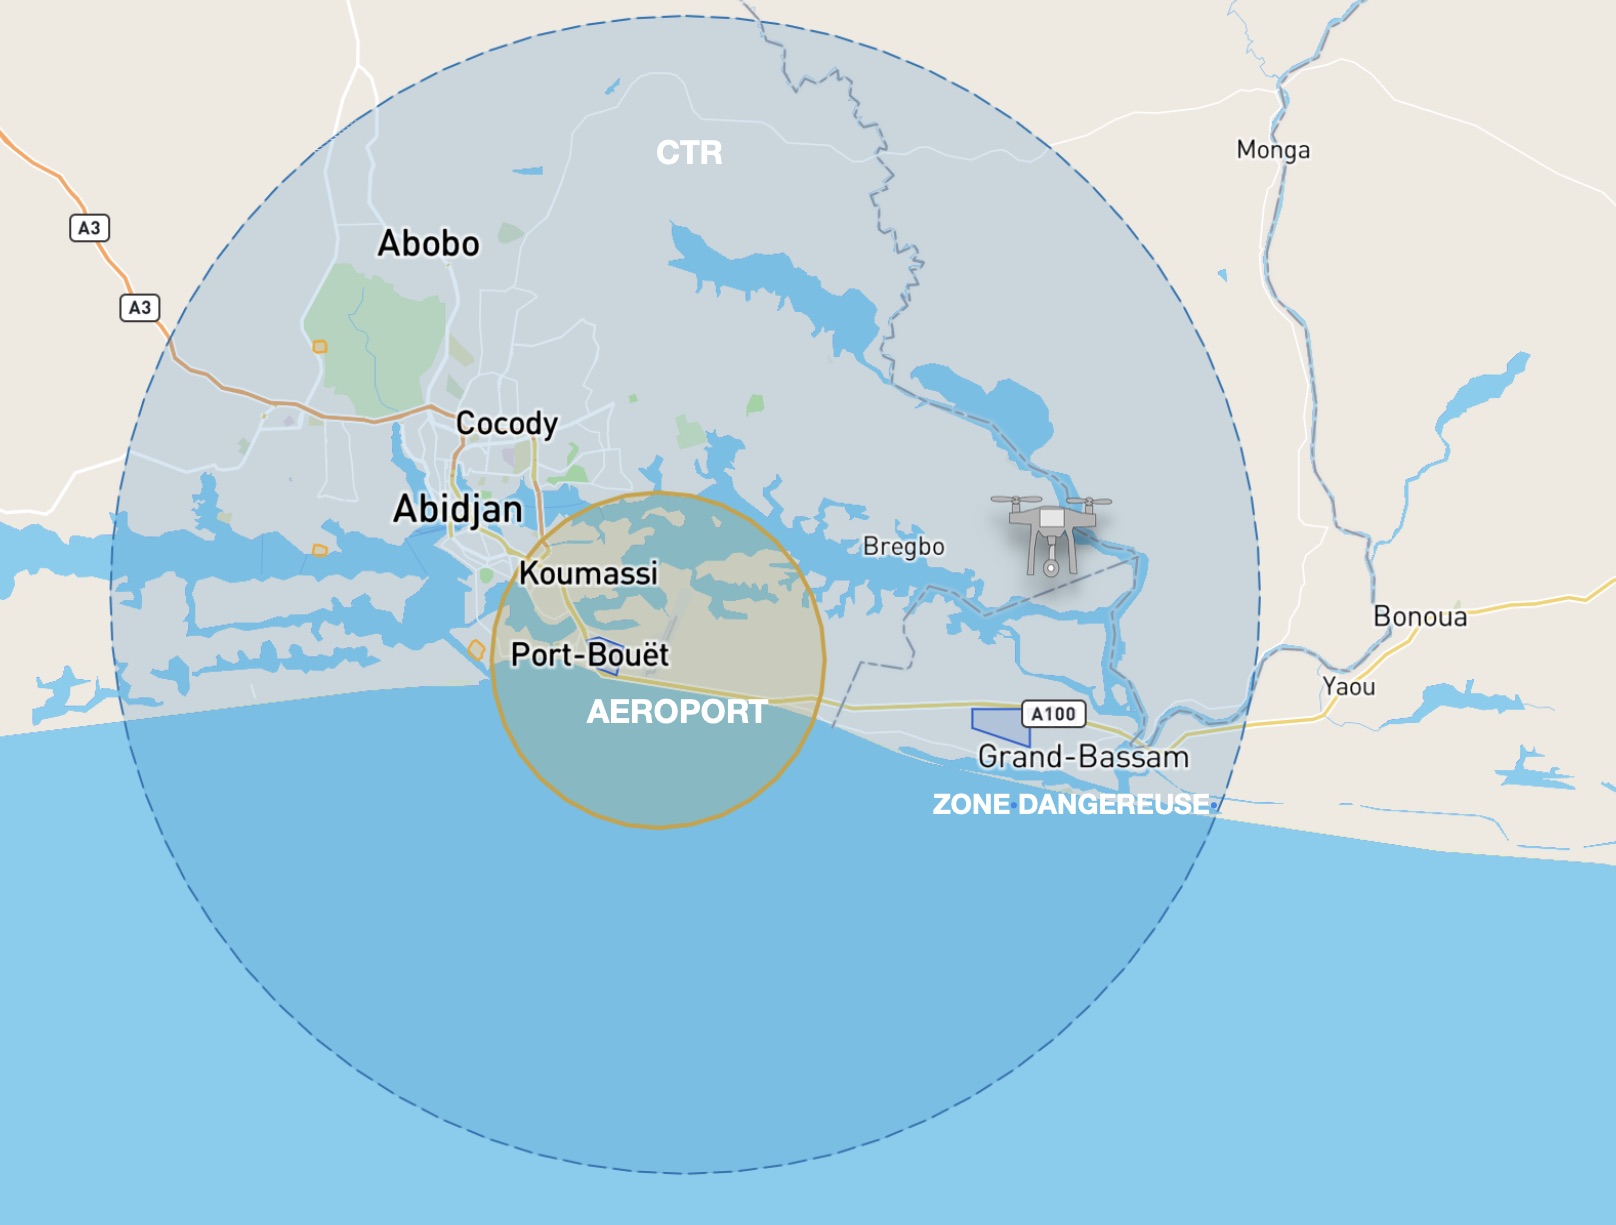 CTR
Monga
A3
Abobo
A3
Cocody
Abidjan
Bregbo
Koumassi
Bonoua
Port-Bouët
Yaou
AEROPORT
A100
Grand-Bassam
ZONE DANGEREUSE